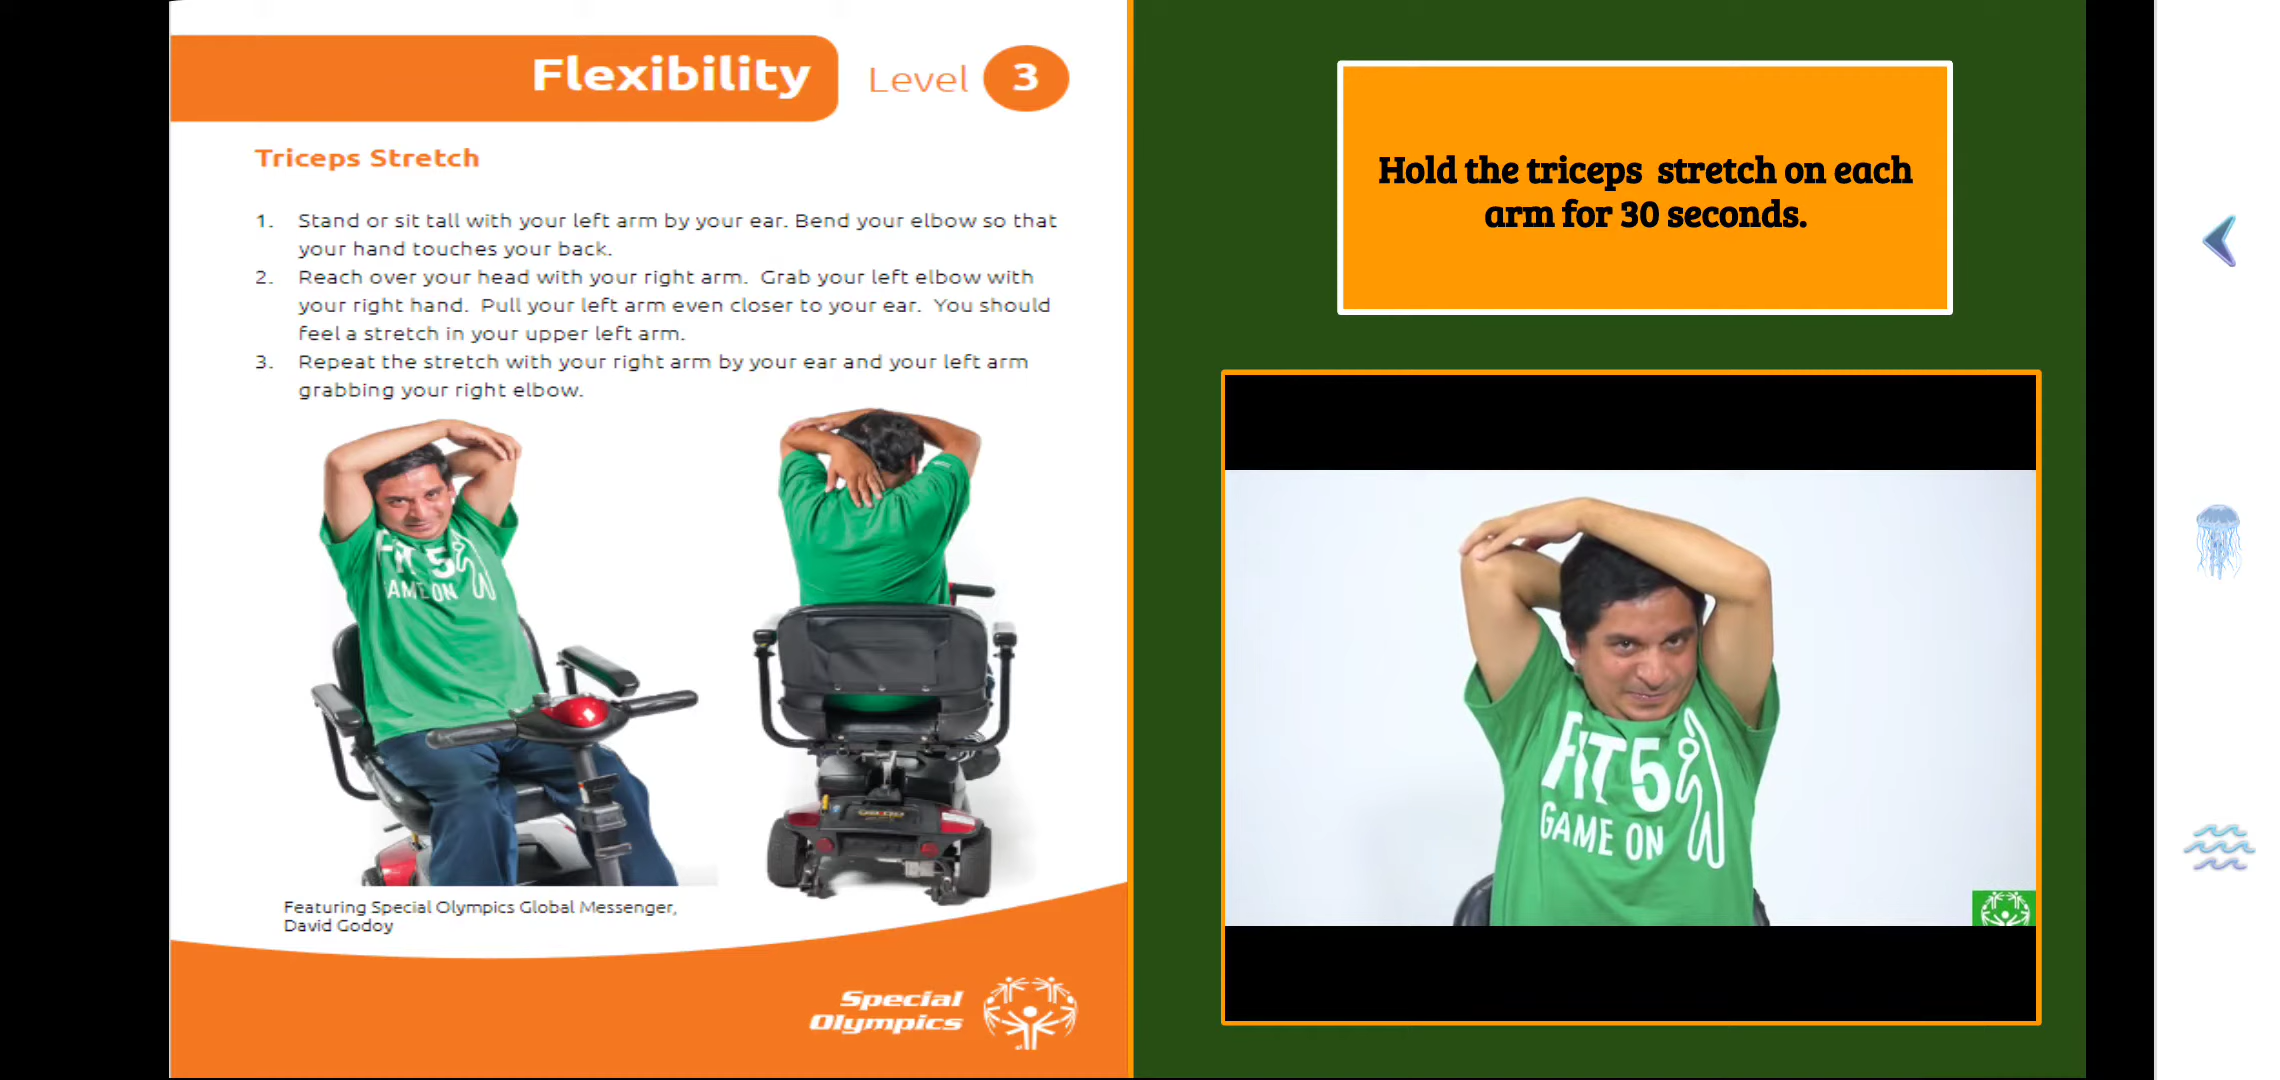 Flexibility
Level 3
Triceps Stretch
1. Stand or sit tall with your left arm by your ear. Bend your elbow so that
your hand touches your back.
2. Reach over your head with your right arm. Grab your left elbow with
your right hand. Pull your left arm even closer to your ear. You should
feel a stretch in your upper left arm.
3. Repeat the stretch with your right arm by your ear and your left arm
grabbing your right elbow.
FIT 5
GAME ON
Featuring Special Olympics Global Messenger,
David Godoy
Special
Olympics
Hold the triceps stretch on each
arm for 30 seconds.
FIT 5
GAME ON